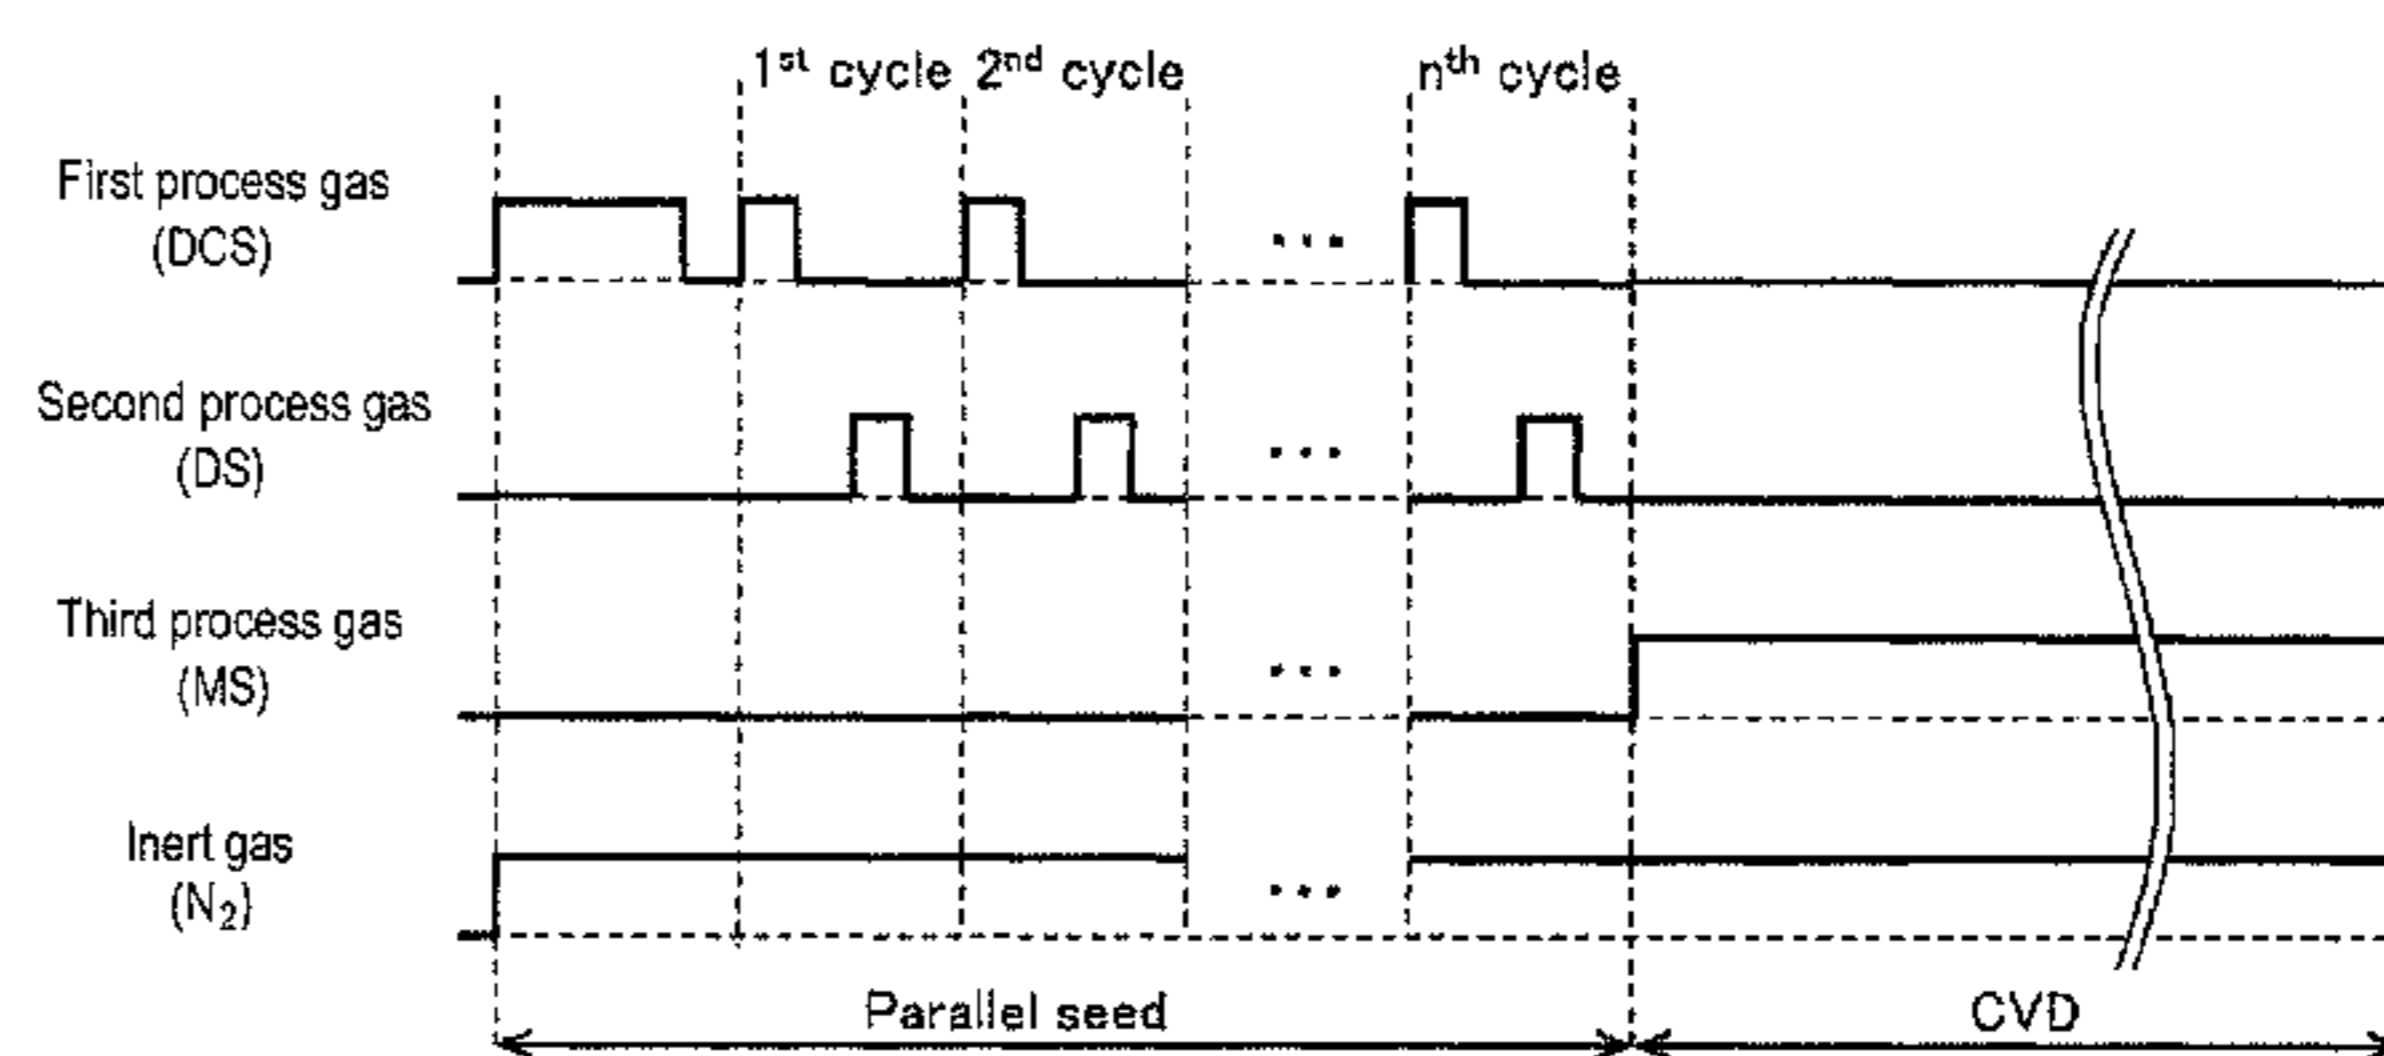 1st cycle 2nd cycle nth cycle
First process gas
(DCS)
...
Second process gas
(DS)
...
Third process gas
(MS)
...
Inert gas
(N2)
...
Parallel seed CVD